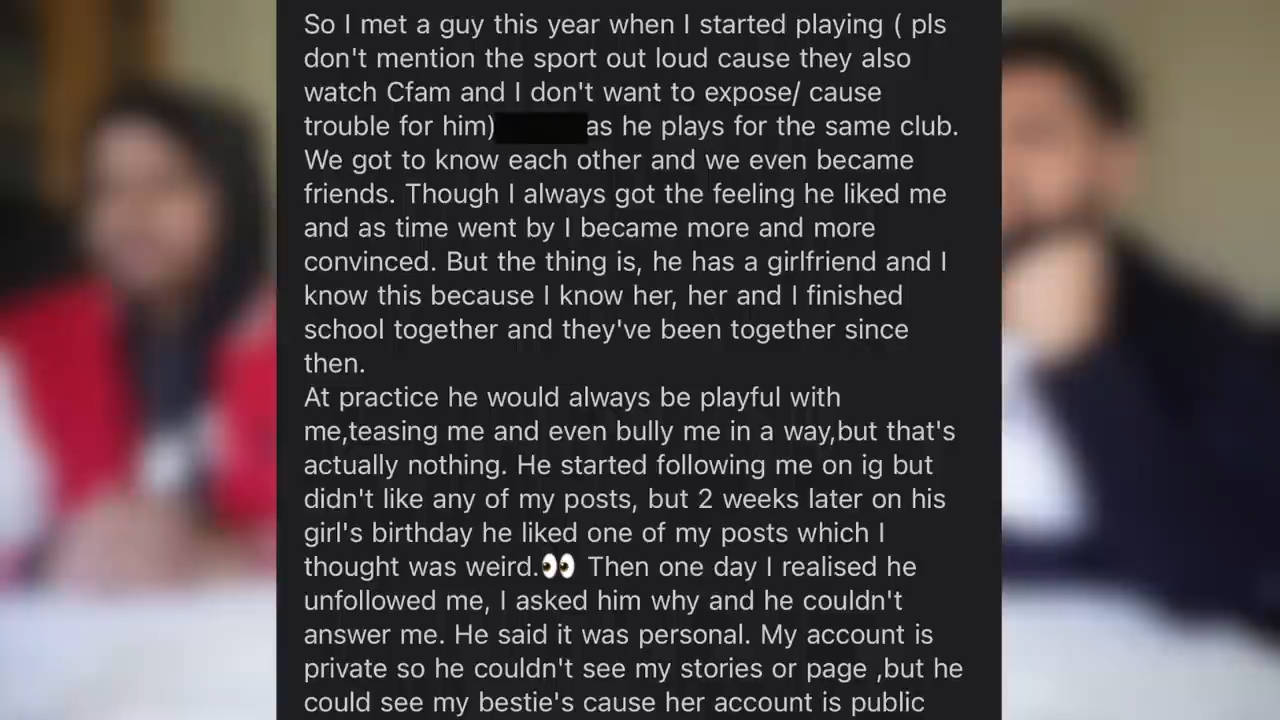 So I met a guy this year when I started playing ( pls
don't mention the sport out loud cause they also
watch Cfam and I don't want to expose/ cause
trouble for him) as he plays for the same club.
We got to know each other and we even became
friends. Though I always got the feeling he liked me
and as time went by I became more and more
convinced. But the thing is, he has a girlfriend and I
know this because I know her, her and I finished
school together and they've been together since
then.
At practice he would always be playful with
me,teasing me and even bully me in a way,but that's
actually nothing. He started following me on ig but
didn't like any of my posts, but 2 weeks later on his
girl's birthday he liked one of my posts which I
thought was weird.👀 Then one day I realised he
unfollowed me, I asked him why and he couldn't
answer me. He said it was personal. My account is
private so he couldn't see my stories or page ,but he
could see my bestie's cause her account is public